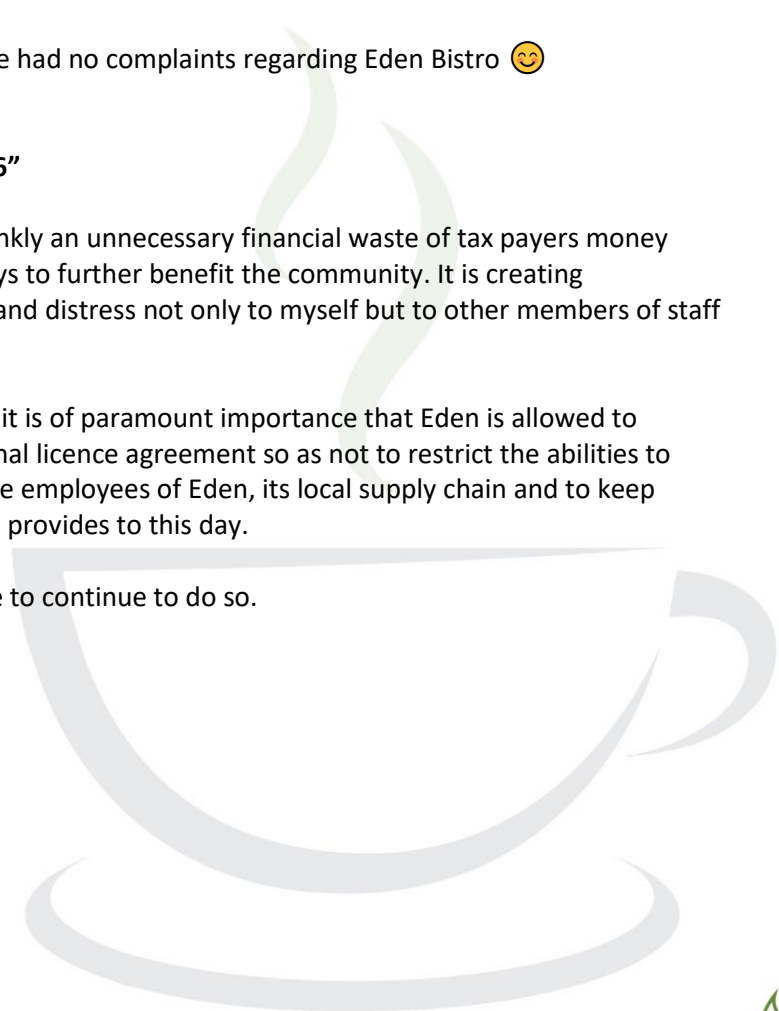 e had no complaints regarding Eden Bistro 😊
6”
nkly an unnecessary financial waste of tax payers money
ys to further benefit the community. It is creating
and distress not only to myself but to other members of staff
it is of paramount importance that Eden is allowed to
nal licence agreement so as not to restrict the abilities to
e employees of Eden, its local supply chain and to keep
provides to this day.
e to continue to do so.